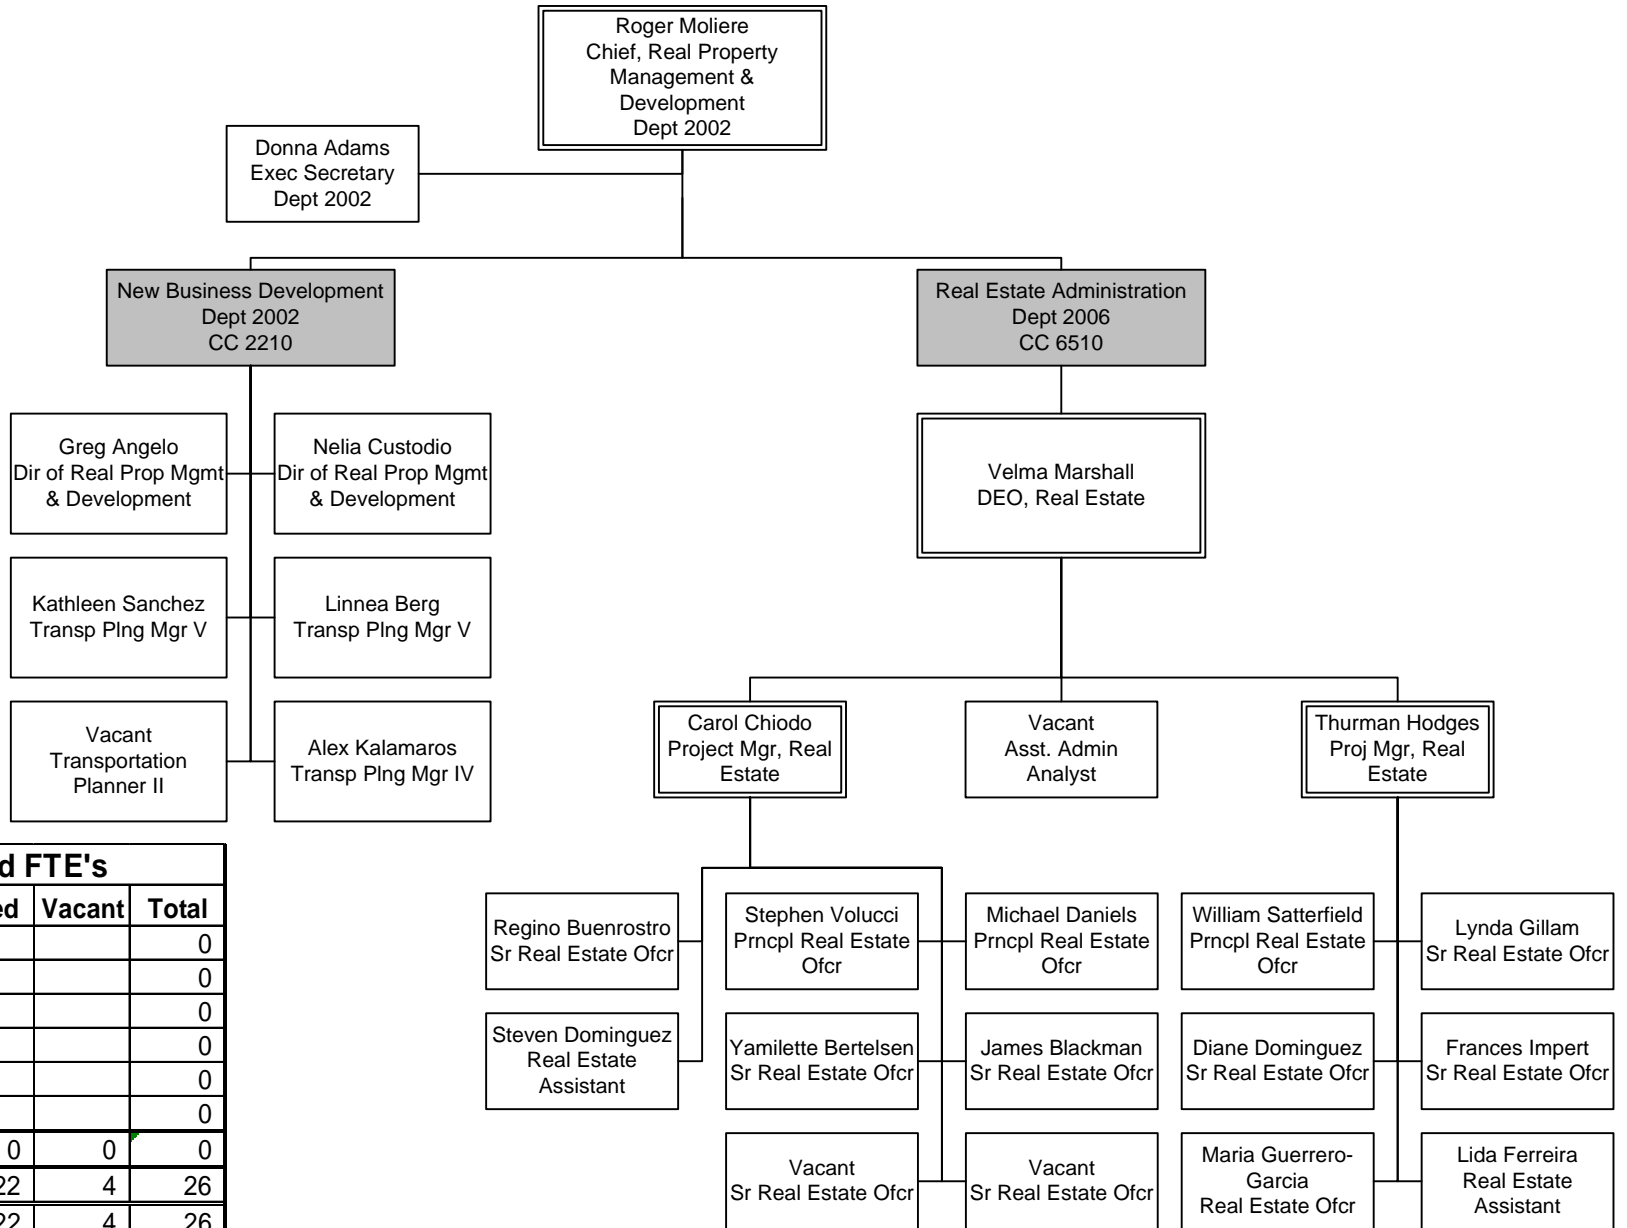 Roger Moliere
Chief, Real Property
Management &
Development
Dept 2002
Donna Adams
Exec Secretary
Dept 2002
New Business Development
Dept 2002
CC 2210
Real Estate Administration
Dept 2006
CC 6510
Greg Angelo
Dir of Real Prop Mgmt
& Development
Nelia Custodio
Dir of Real Prop Mgmt
& Development
Velma Marshall
DEO, Real Estate
Kathleen Sanchez
Transp Plng Mgr V
Linnea Berg
Transp Plng Mgr V
Vacant
Transportation
Planner II
Alex Kalamaros
Transp Plng Mgr IV
Carol Chiodo
Project Mgr, Real
Estate
Vacant
Asst. Admin
Analyst
Thurman Hodges
Proj Mgr, Real
Estate
d FTE's
ed Vacant Total
0
0
0
0
0
0
0 0 0
22 4 26
22 4 26
Regino Buenrostro
Sr Real Estate Ofcr
Stephen Volucci
Prncpl Real Estate
Ofcr
Michael Daniels
Prncpl Real Estate
Ofcr
William Satterfield
Prncpl Real Estate
Ofcr
Lynda Gillam
Sr Real Estate Ofcr
Steven Dominguez
Real Estate
Assistant
Yamilette Bertelsen
Sr Real Estate Ofcr
James Blackman
Sr Real Estate Ofcr
Diane Dominguez
Sr Real Estate Ofcr
Frances Impert
Sr Real Estate Ofcr
Vacant
Sr Real Estate Ofcr
Vacant
Sr Real Estate Ofcr
Maria Guerrero-
Garcia
Real Estate Ofcr
Lida Ferreira
Real Estate
Assistant